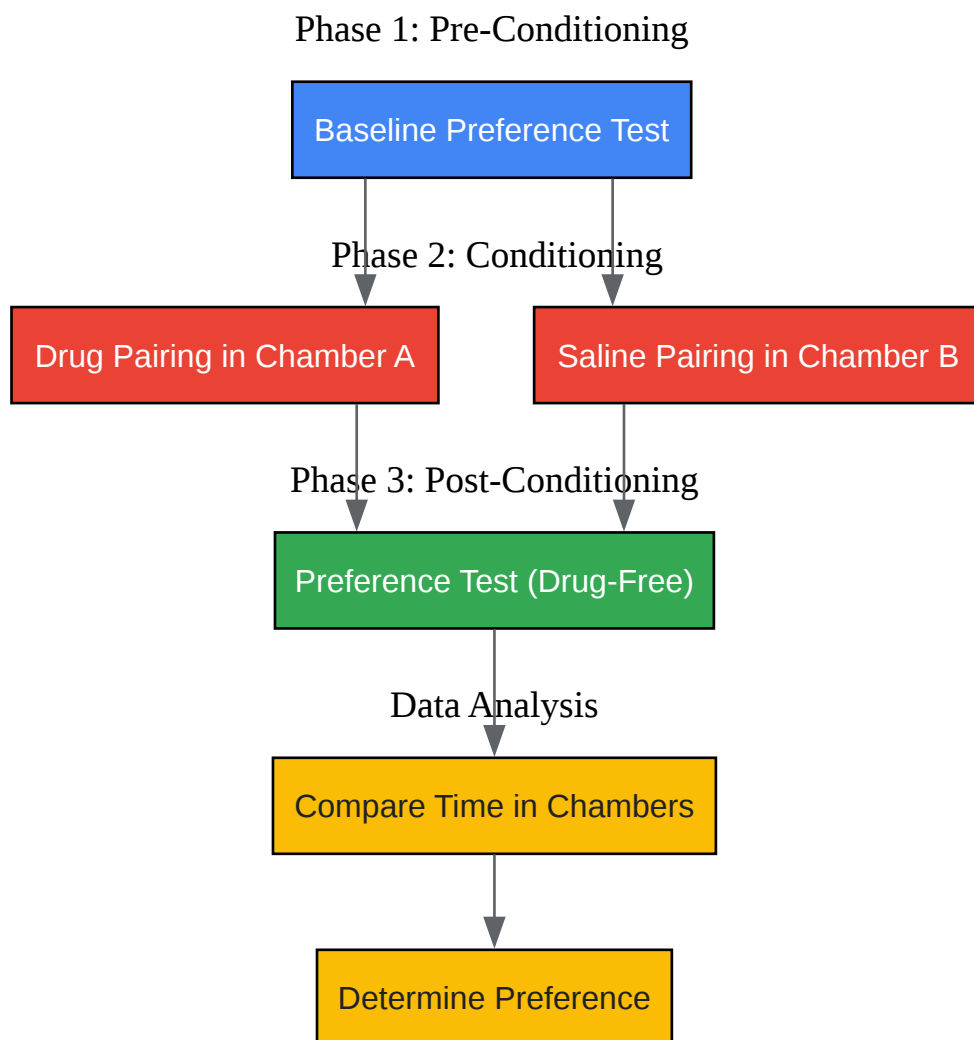 Phase 1: Pre-Conditioning
Baseline Preference Test
Phase 2: Conditioning
Drug Pairing in Chamber A
Saline Pairing in Chamber B
Phase 3: Post-Conditioning
Preference Test (Drug-Free)
Data Analysis
Compare Time in Chambers
Determine Preference